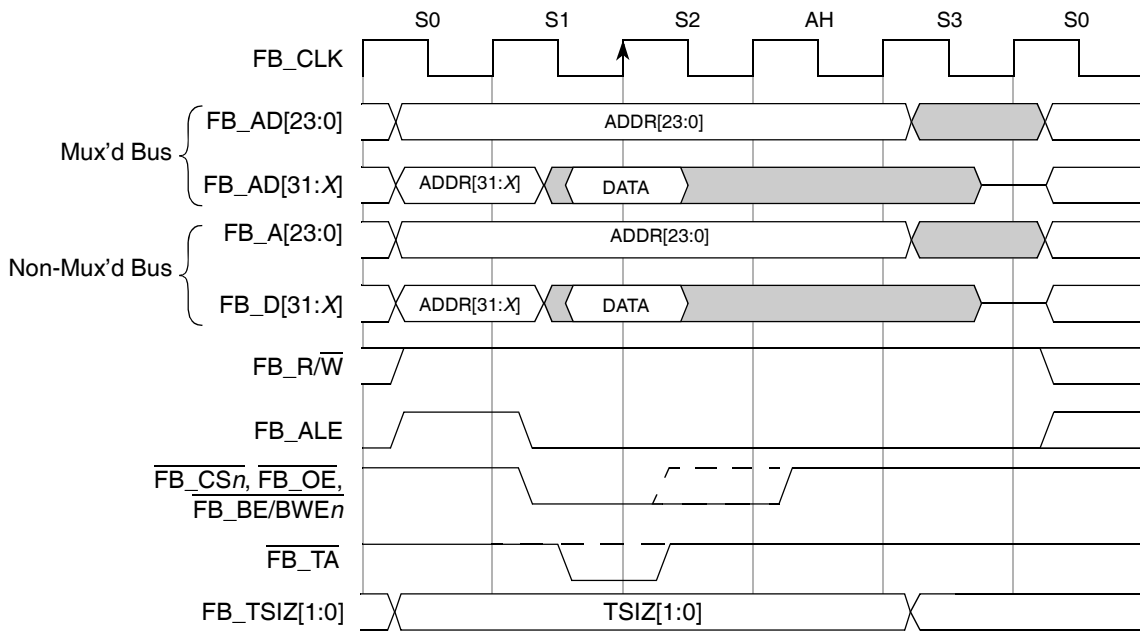 S0 S1 S2 AH S3 S0
FB_CLK
FB_AD[23:0] ADDR[23:0]
Mux'd Bus
FB_AD[31:X] ADDR[31:X] DATA
FB_A[23:0] ADDR[23:0]
Non-Mux'd Bus
FB_D[31:X] ADDR[31:X] DATA
FB_R/W
FB_ALE
FB_CSn, FB_OE,
FB_BE/BWEn
FB_TA
FB_TSIZ[1:0] TSIZ[1:0]